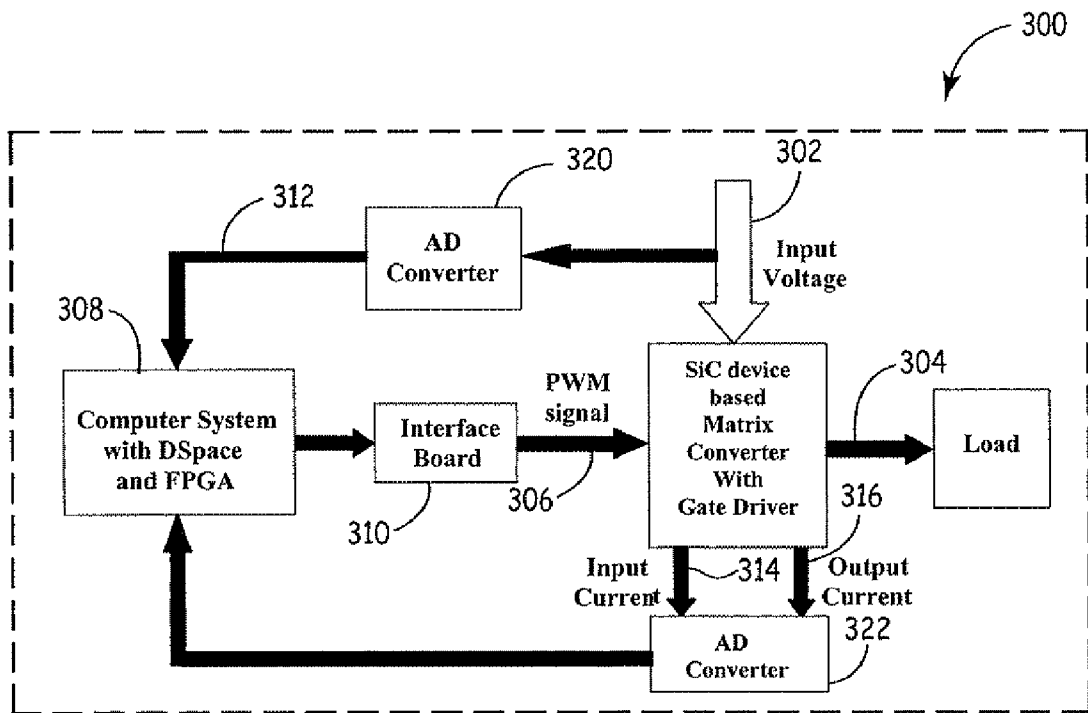 300
320
302
312
AD
Converter
Input
Voltage
308
SiC device
based
Matrix
Converter
With
Gate Driver
304
PWM
signal
Computer System
with DSpace
and FPGA
Interface
Board
Load
306
310
316
Input
Current
314
Output
Current
322
AD
Converter